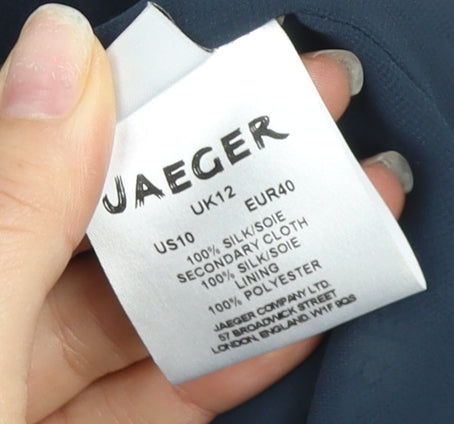 JAEGER
UK12
US10 EUR40
100% SILK/SOIE
SECONDARY CLOTH
100% SILK/SOIE
LINING
100% POLYESTER
JAEGER COMPANY LTD.
57 BROADWICK STREET
LONDON, ENGLAND. W1F 9QS